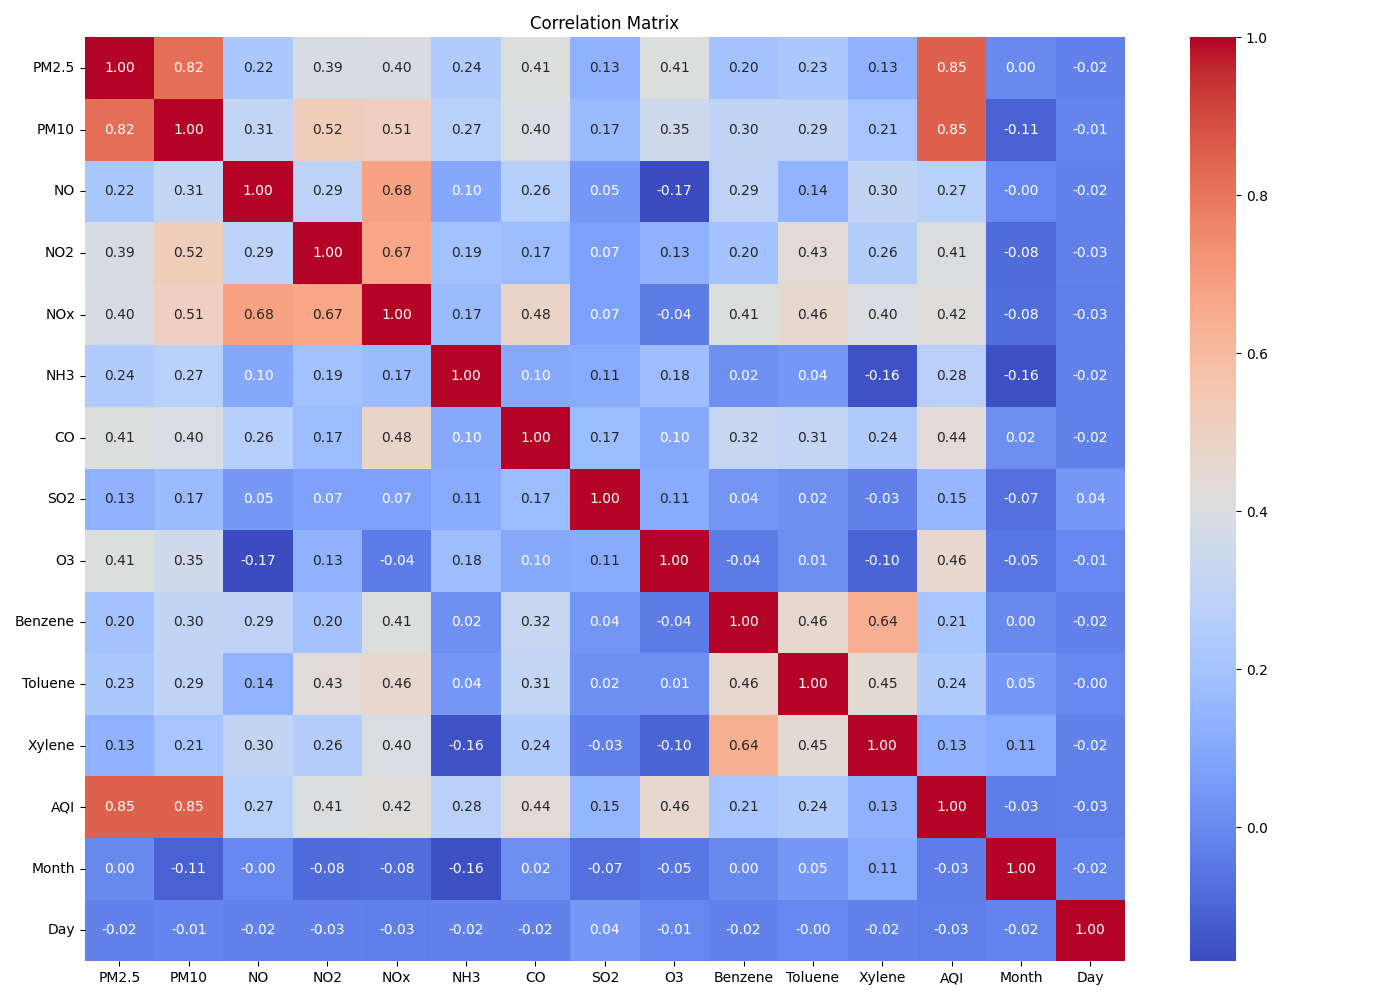 Correlation Matrix
PM2.5 1.00 0.82 0.22 0.39 0.40 0.24 0.41 0.13 0.41 0.20 0.23 0.13 0.85 0.00 -0.02
PM10 0.82 1.00 0.31 0.52 0.51 0.27 0.40 0.17 0.35 0.30 0.29 0.21 0.85 -0.11 -0.01
NO 0.22 0.31 1.00 0.29 0.68 0.10 0.26 0.05 -0.17 0.29 0.14 0.30 0.27 -0.00 -0.02
NO2 0.39 0.52 0.29 1.00 0.67 0.19 0.17 0.07 0.13 0.20 0.43 0.26 0.41 -0.08 -0.03
NOx 0.40 0.51 0.68 0.67 1.00 0.17 0.48 0.07 -0.04 0.41 0.46 0.40 0.42 -0.08 -0.03
NH3 0.24 0.27 0.10 0.19 0.17 1.00 0.10 0.11 0.18 0.02 0.04 -0.16 0.28 -0.16 -0.02
CO 0.41 0.40 0.26 0.17 0.48 0.10 1.00 0.17 0.10 0.32 0.31 0.24 0.44 0.02 -0.02
SO2 0.13 0.17 0.05 0.07 0.07 0.11 0.17 1.00 0.11 0.04 0.02 -0.03 0.15 -0.07 0.04
O3 0.41 0.35 -0.17 0.13 -0.04 0.18 0.10 0.11 1.00 -0.04 0.01 -0.10 0.46 -0.05 -0.01
Benzene 0.20 0.30 0.29 0.20 0.41 0.02 0.32 0.04 -0.04 1.00 0.46 0.64 0.21 0.00 -0.02
Toluene 0.23 0.29 0.14 0.43 0.46 0.04 0.31 0.02 0.01 0.46 1.00 0.45 0.24 0.05 -0.00
Xylene 0.13 0.21 0.30 0.26 0.40 -0.16 0.24 -0.03 -0.10 0.64 0.45 1.00 0.13 0.11 -0.02
AQI 0.85 0.85 0.27 0.41 0.42 0.28 0.44 0.15 0.46 0.21 0.24 0.13 1.00 -0.03 -0.03
Month 0.00 -0.11 -0.00 -0.08 -0.08 -0.16 0.02 -0.07 -0.05 0.00 0.05 0.11 -0.03 1.00 -0.02
Day -0.02 -0.01 -0.02 -0.03 -0.03 -0.02 -0.02 0.04 -0.01 -0.02 -0.00 -0.02 -0.03 -0.02 1.00
PM2.5 PM10 NO NO2 NOx NH3 CO SO2 O3 Benzene Toluene Xylene AQI Month Day
1.0
0.8
0.6
0.4
0.2
0.0